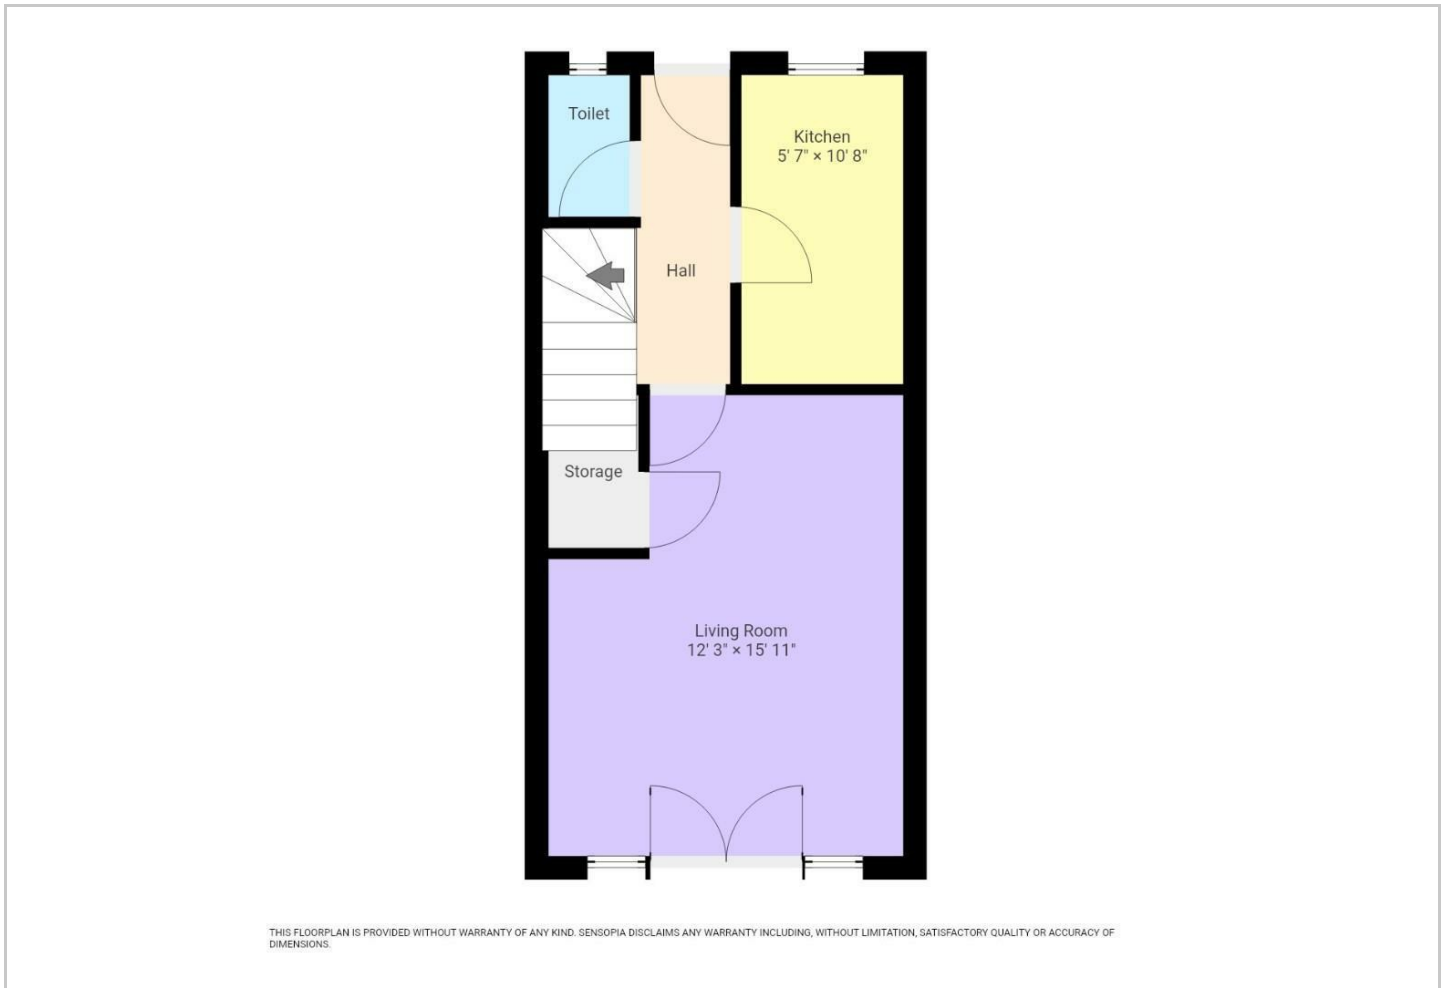 Toilet
Kitchen
5' 7" × 10' 8"
Hall
Storage
Living Room
12' 3" × 15' 11"
THIS FLOORPLAN IS PROVIDED WITHOUT WARRANTY OF ANY KIND. SENSOPIA DISCLAIMS ANY WARRANTY INCLUDING, WITHOUT LIMITATION, SATISFACTORY QUALITY OR ACCURACY OF
DIMENSIONS.